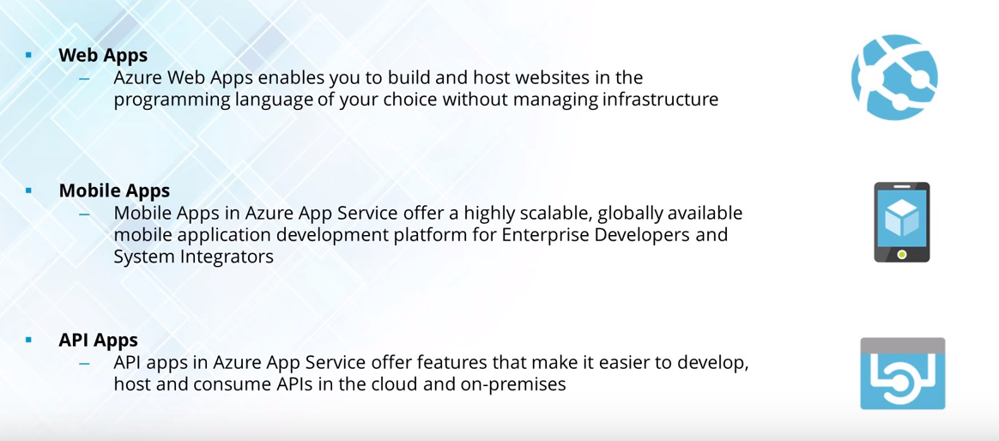 ▪ Web Apps
– Azure Web Apps enables you to build and host websites in the
programming language of your choice without managing infrastructure
▪ Mobile Apps
– Mobile Apps in Azure App Service offer a highly scalable, globally available
mobile application development platform for Enterprise Developers and
System Integrators
▪ API Apps
– API apps in Azure App Service offer features that make it easier to develop,
host and consume APIs in the cloud and on-premises